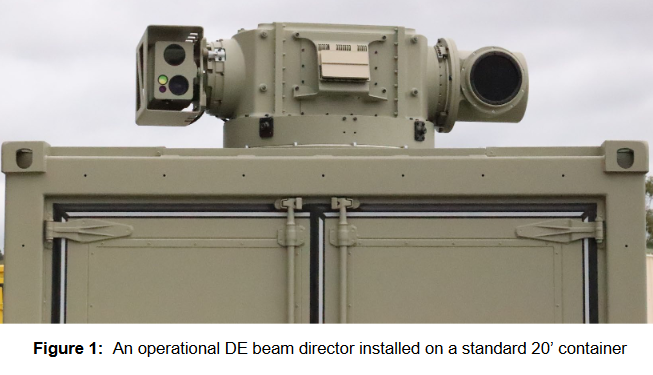 Figure 1: An operational DE beam director installed on a standard 20’ container